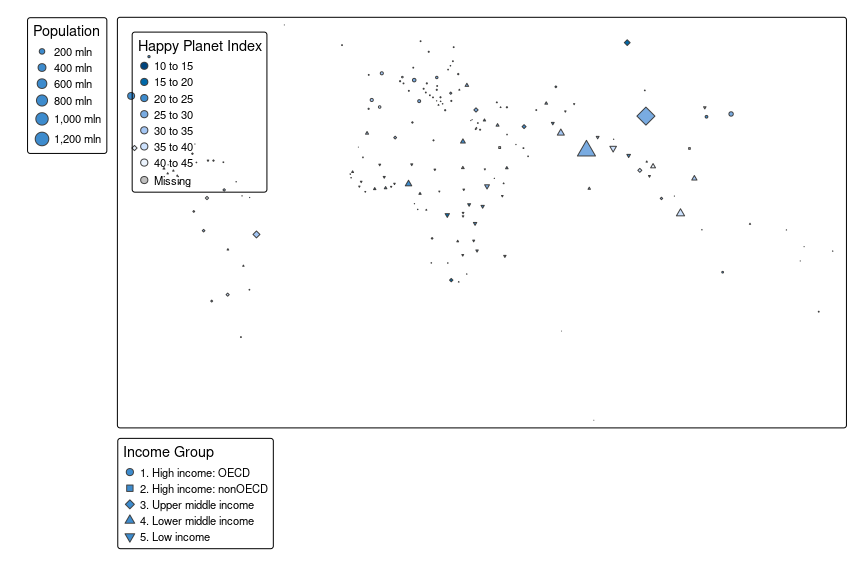 Population
200 mln
400 mln
600 mln
800 mln
1,000 mln
1,200 mln
Happy Planet Index
10 to 15
15 to 20
20 to 25
25 to 30
30 to 35
35 to 40
40 to 45
Missing
Income Group
1. High income: OECD
2. High income: nonOECD
3. Upper middle income
4. Lower middle income
5. Low income